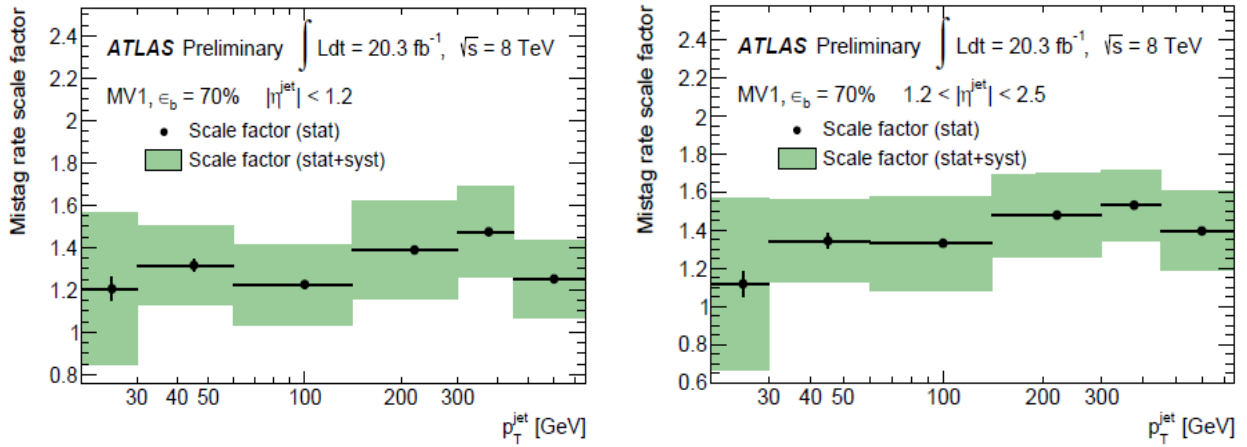 Mistag rate scale factor
2.4
2.2
2
1.8
1.6
1.4
1.2
1
0.8
ATLAS Preliminary ∫ Ldt = 20.3 fb⁻¹, √s = 8 TeV
MV1, ϵ_b = 70% |η^jet| < 1.2
Scale factor (stat)
Scale factor (stat+syst)
30 40 50 100 200 300
p_T^jet [GeV]
Mistag rate scale factor
2.4
2.2
2
1.8
1.6
1.4
1.2
1
0.8
0.6
ATLAS Preliminary ∫ Ldt = 20.3 fb⁻¹, √s = 8 TeV
MV1, ϵ_b = 70% 1.2 < |η^jet| < 2.5
Scale factor (stat)
Scale factor (stat+syst)
30 40 50 100 200 300
p_T^jet [GeV]